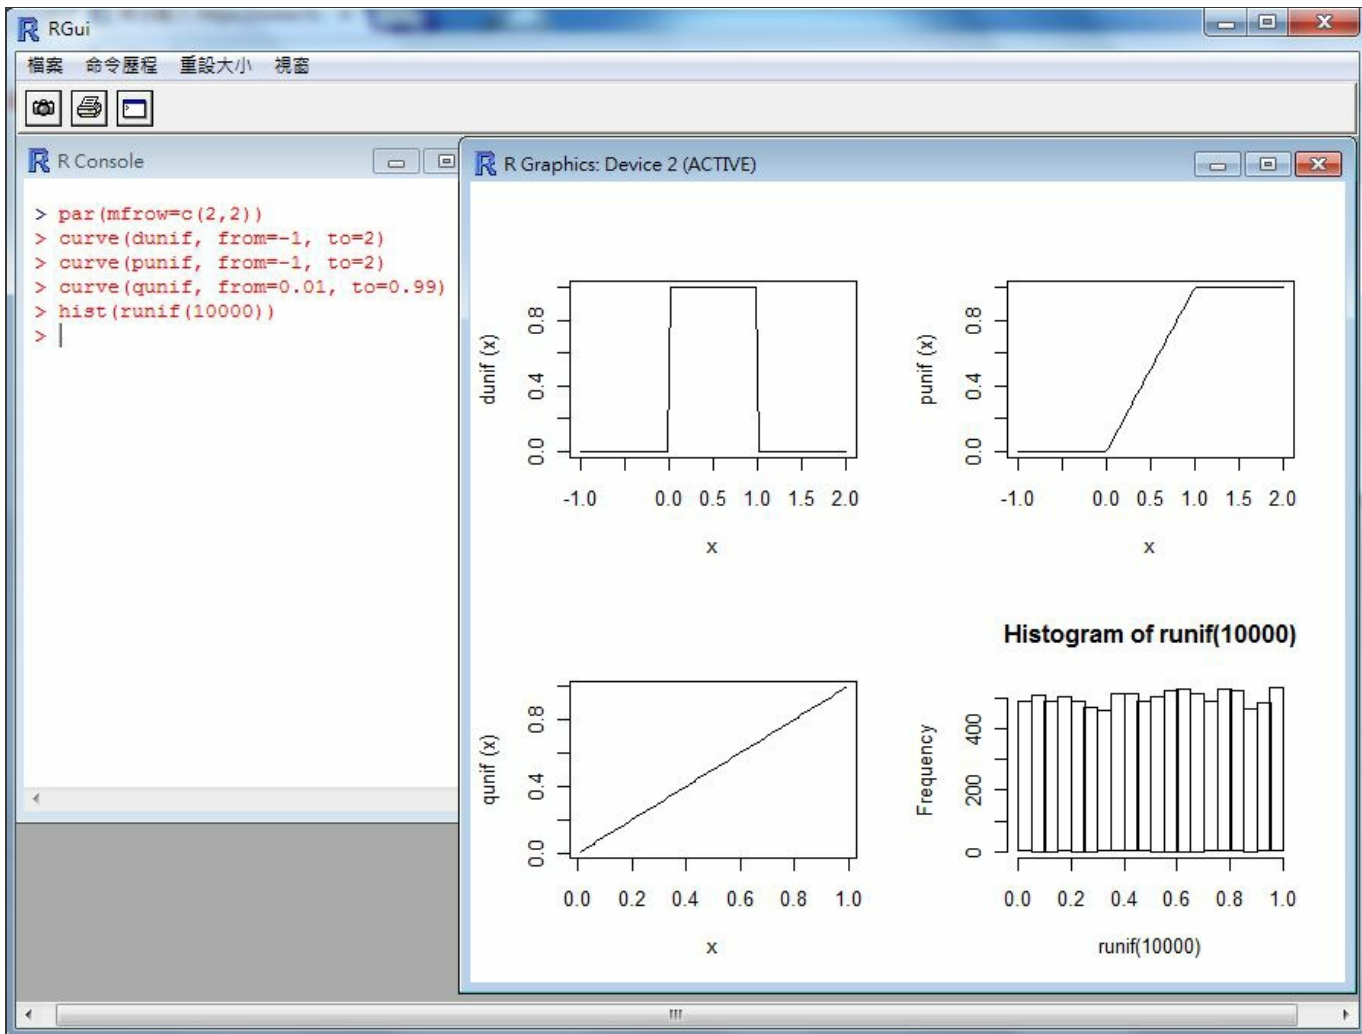 RGui
檔案 命令歷程 重設大小 視窗
R Console
> par(mfrow=c(2,2))
> curve(dunif, from=-1, to=2)
> curve(punif, from=-1, to=2)
> curve(qunif, from=0.01, to=0.99)
> hist(runif(10000))
>
R Graphics: Device 2 (ACTIVE)
dunif (x)
0.0 0.4 0.8
-1.0 0.0 0.5 1.0 1.5 2.0
x
punif (x)
0.0 0.4 0.8
-1.0 0.0 0.5 1.0 1.5 2.0
x
qunif (x)
0.0 0.4 0.8
0.0 0.2 0.4 0.6 0.8 1.0
x
Histogram of runif(10000)
Frequency
0 200 400
0.0 0.2 0.4 0.6 0.8 1.0
runif(10000)